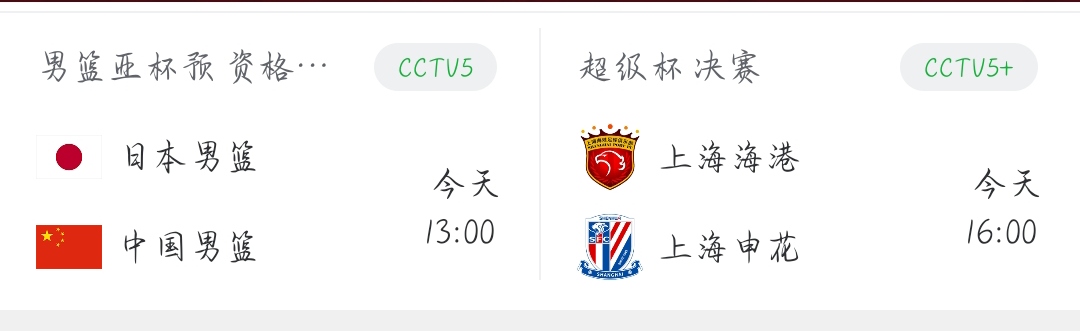 男篮亚杯预 资格…
CCTV5
日本男篮
中国男篮
今天
13:00
超级杯 决赛
CCTV5+
上海海港
上海申花
今天
16:00
SFC
SHANGHAI